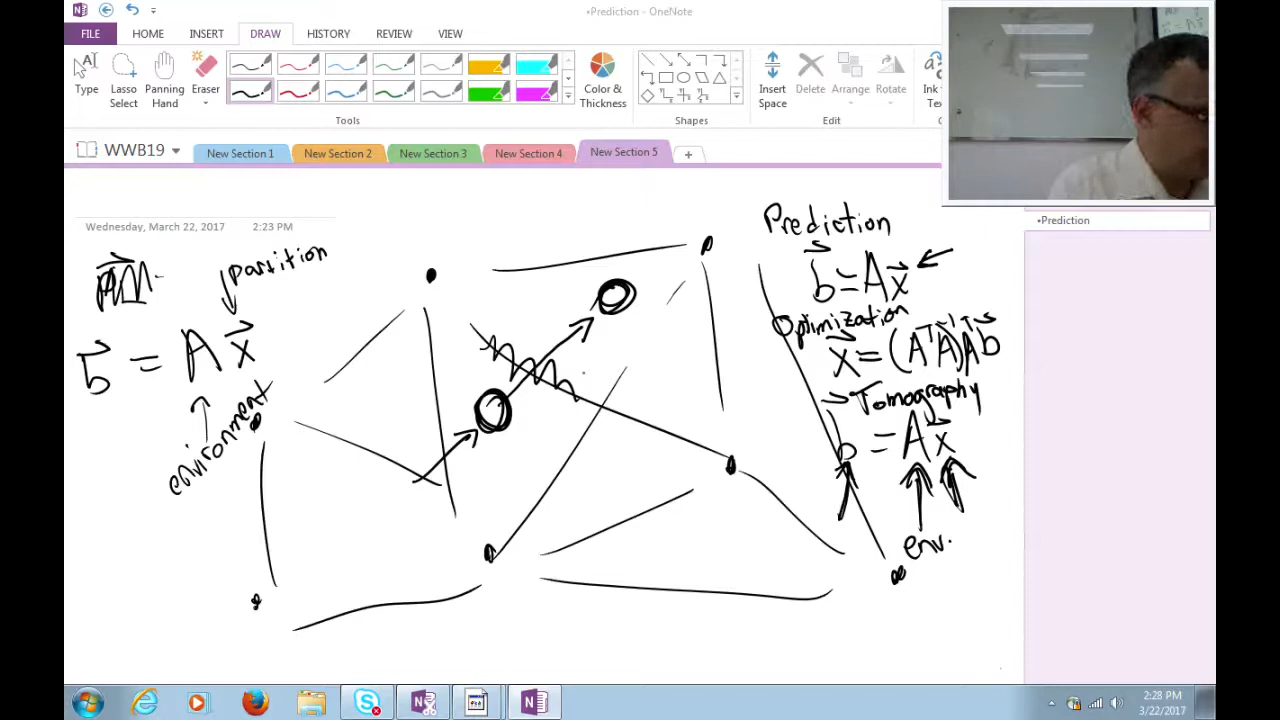 •Prediction - OneNote
FILE HOME INSERT DRAW HISTORY REVIEW VIEW
Type
Lasso Select
Panning Hand
Eraser
Color & Thickness
Insert Space
Delete
Arrange
Rotate
Ink to
Tools
Shapes
Edit
WWB19
New Section 1
New Section 2
New Section 3
New Section 4
New Section 5
•Prediction
Wednesday, March 22, 2017 2:23 PM
Partition
b = A x
environment
Prediction
b = A x
Optimization
x = (AᵀA)⁻¹Aᵀb
Tomography
b = A x
env.
2:28 PM
3/22/2017